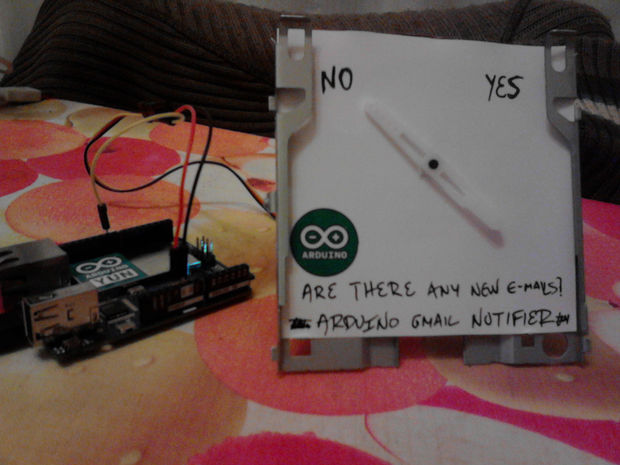 NO YES
ARDUINO
ARE THERE ANY NEW E-MAILS?
ARDUINO GMAIL NOTIFIER
ARDUINO
YÚN